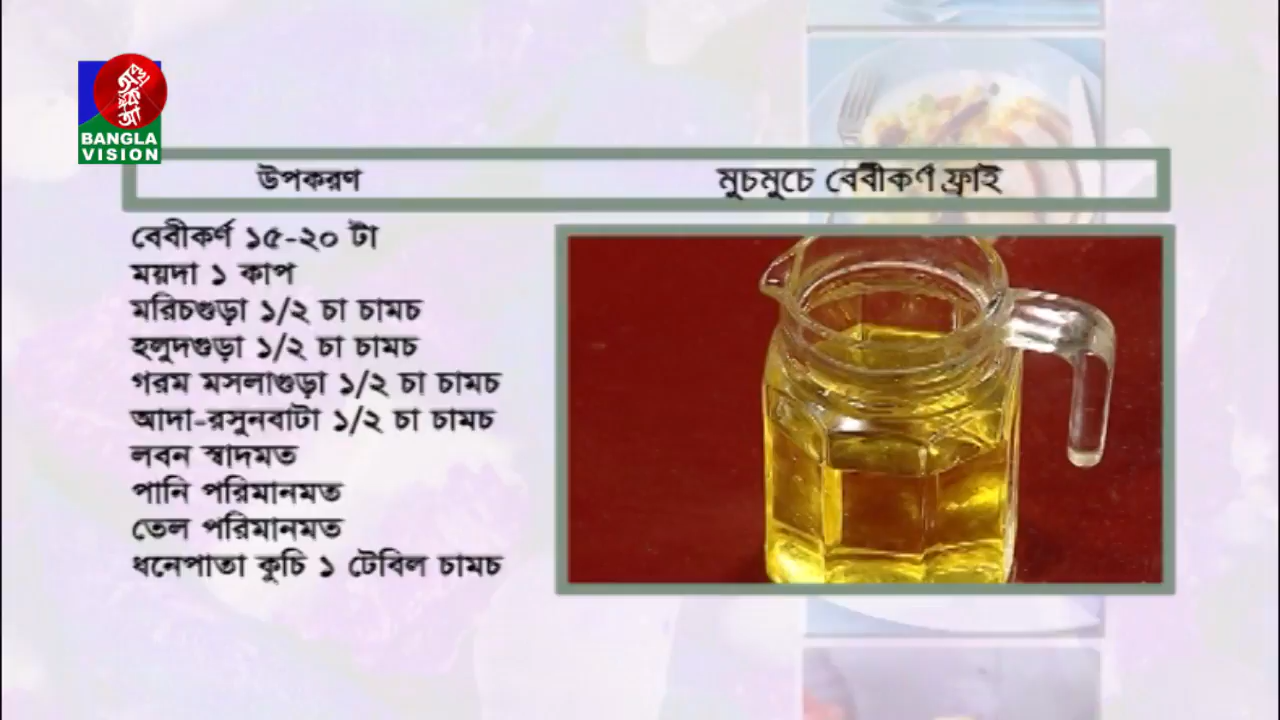 BANGLA
VISION
উপকরণ
মুচমুচে বেবীকর্ণ ফ্রাই
বেবীকর্ণ ১৫-২০ টা
ময়দা ১ কাপ
মরিচগুড়া ১/২ চা চামচ
হলুদগুড়া ১/২ চা চামচ
গরম মসলাগুড়া ১/২ চা চামচ
আদা-রসুনবাটা ১/২ চা চামচ
লবন স্বাদমত
পানি পরিমানমত
তেল পরিমানমত
ধনেপাতা কুচি ১ টেবিল চামচ